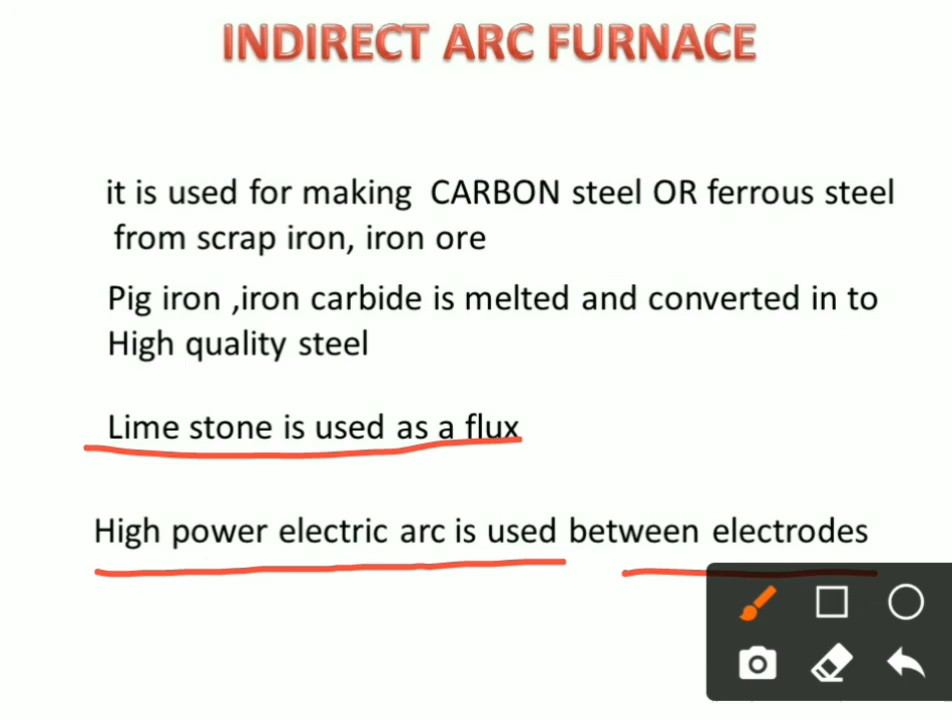 INDIRECT ARC FURNACE
it is used for making CARBON steel OR ferrous steel
from scrap iron, iron ore
Pig iron ,iron carbide is melted and converted in to
High quality steel
Lime stone is used as a flux
High power electric arc is used between electrodes